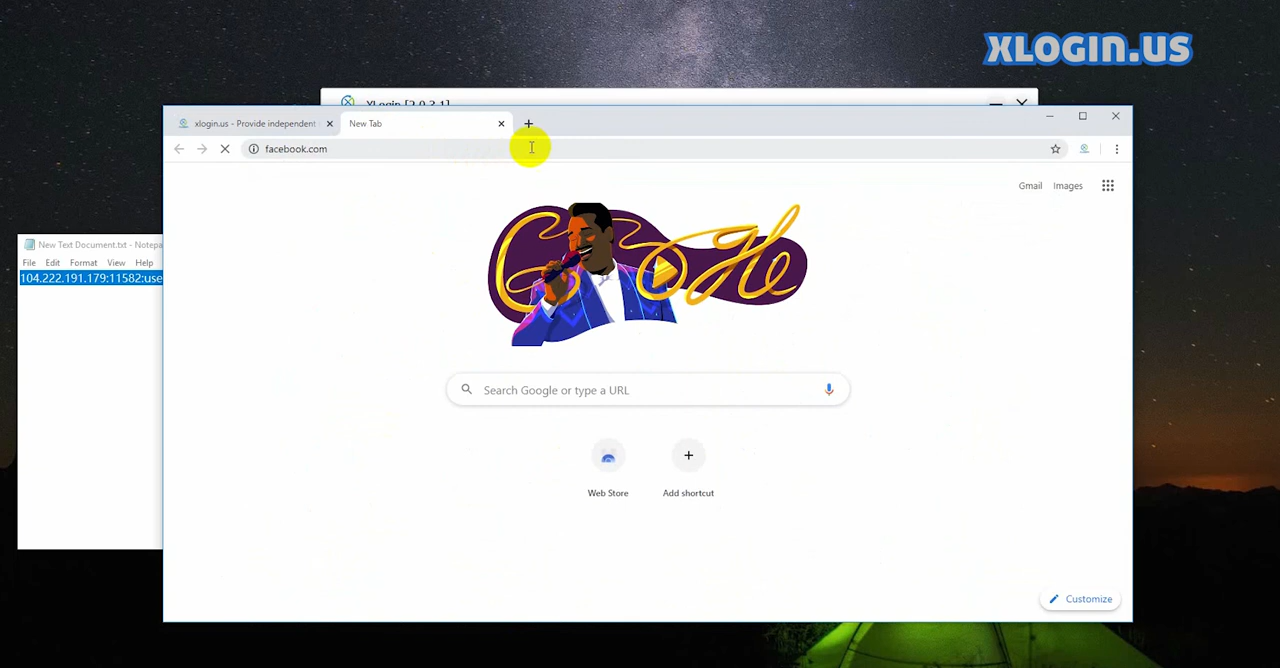 XLOGIN.US
XLogin [2.0.3.1]
xlogin.us - Provide independent
New Tab
facebook.com
Gmail
Images
Google
New Text Document.txt - Notepa
File Edit Format View Help
104.222.191.179:11582:use
Search Google or type a URL
Web Store
Add shortcut
Customize